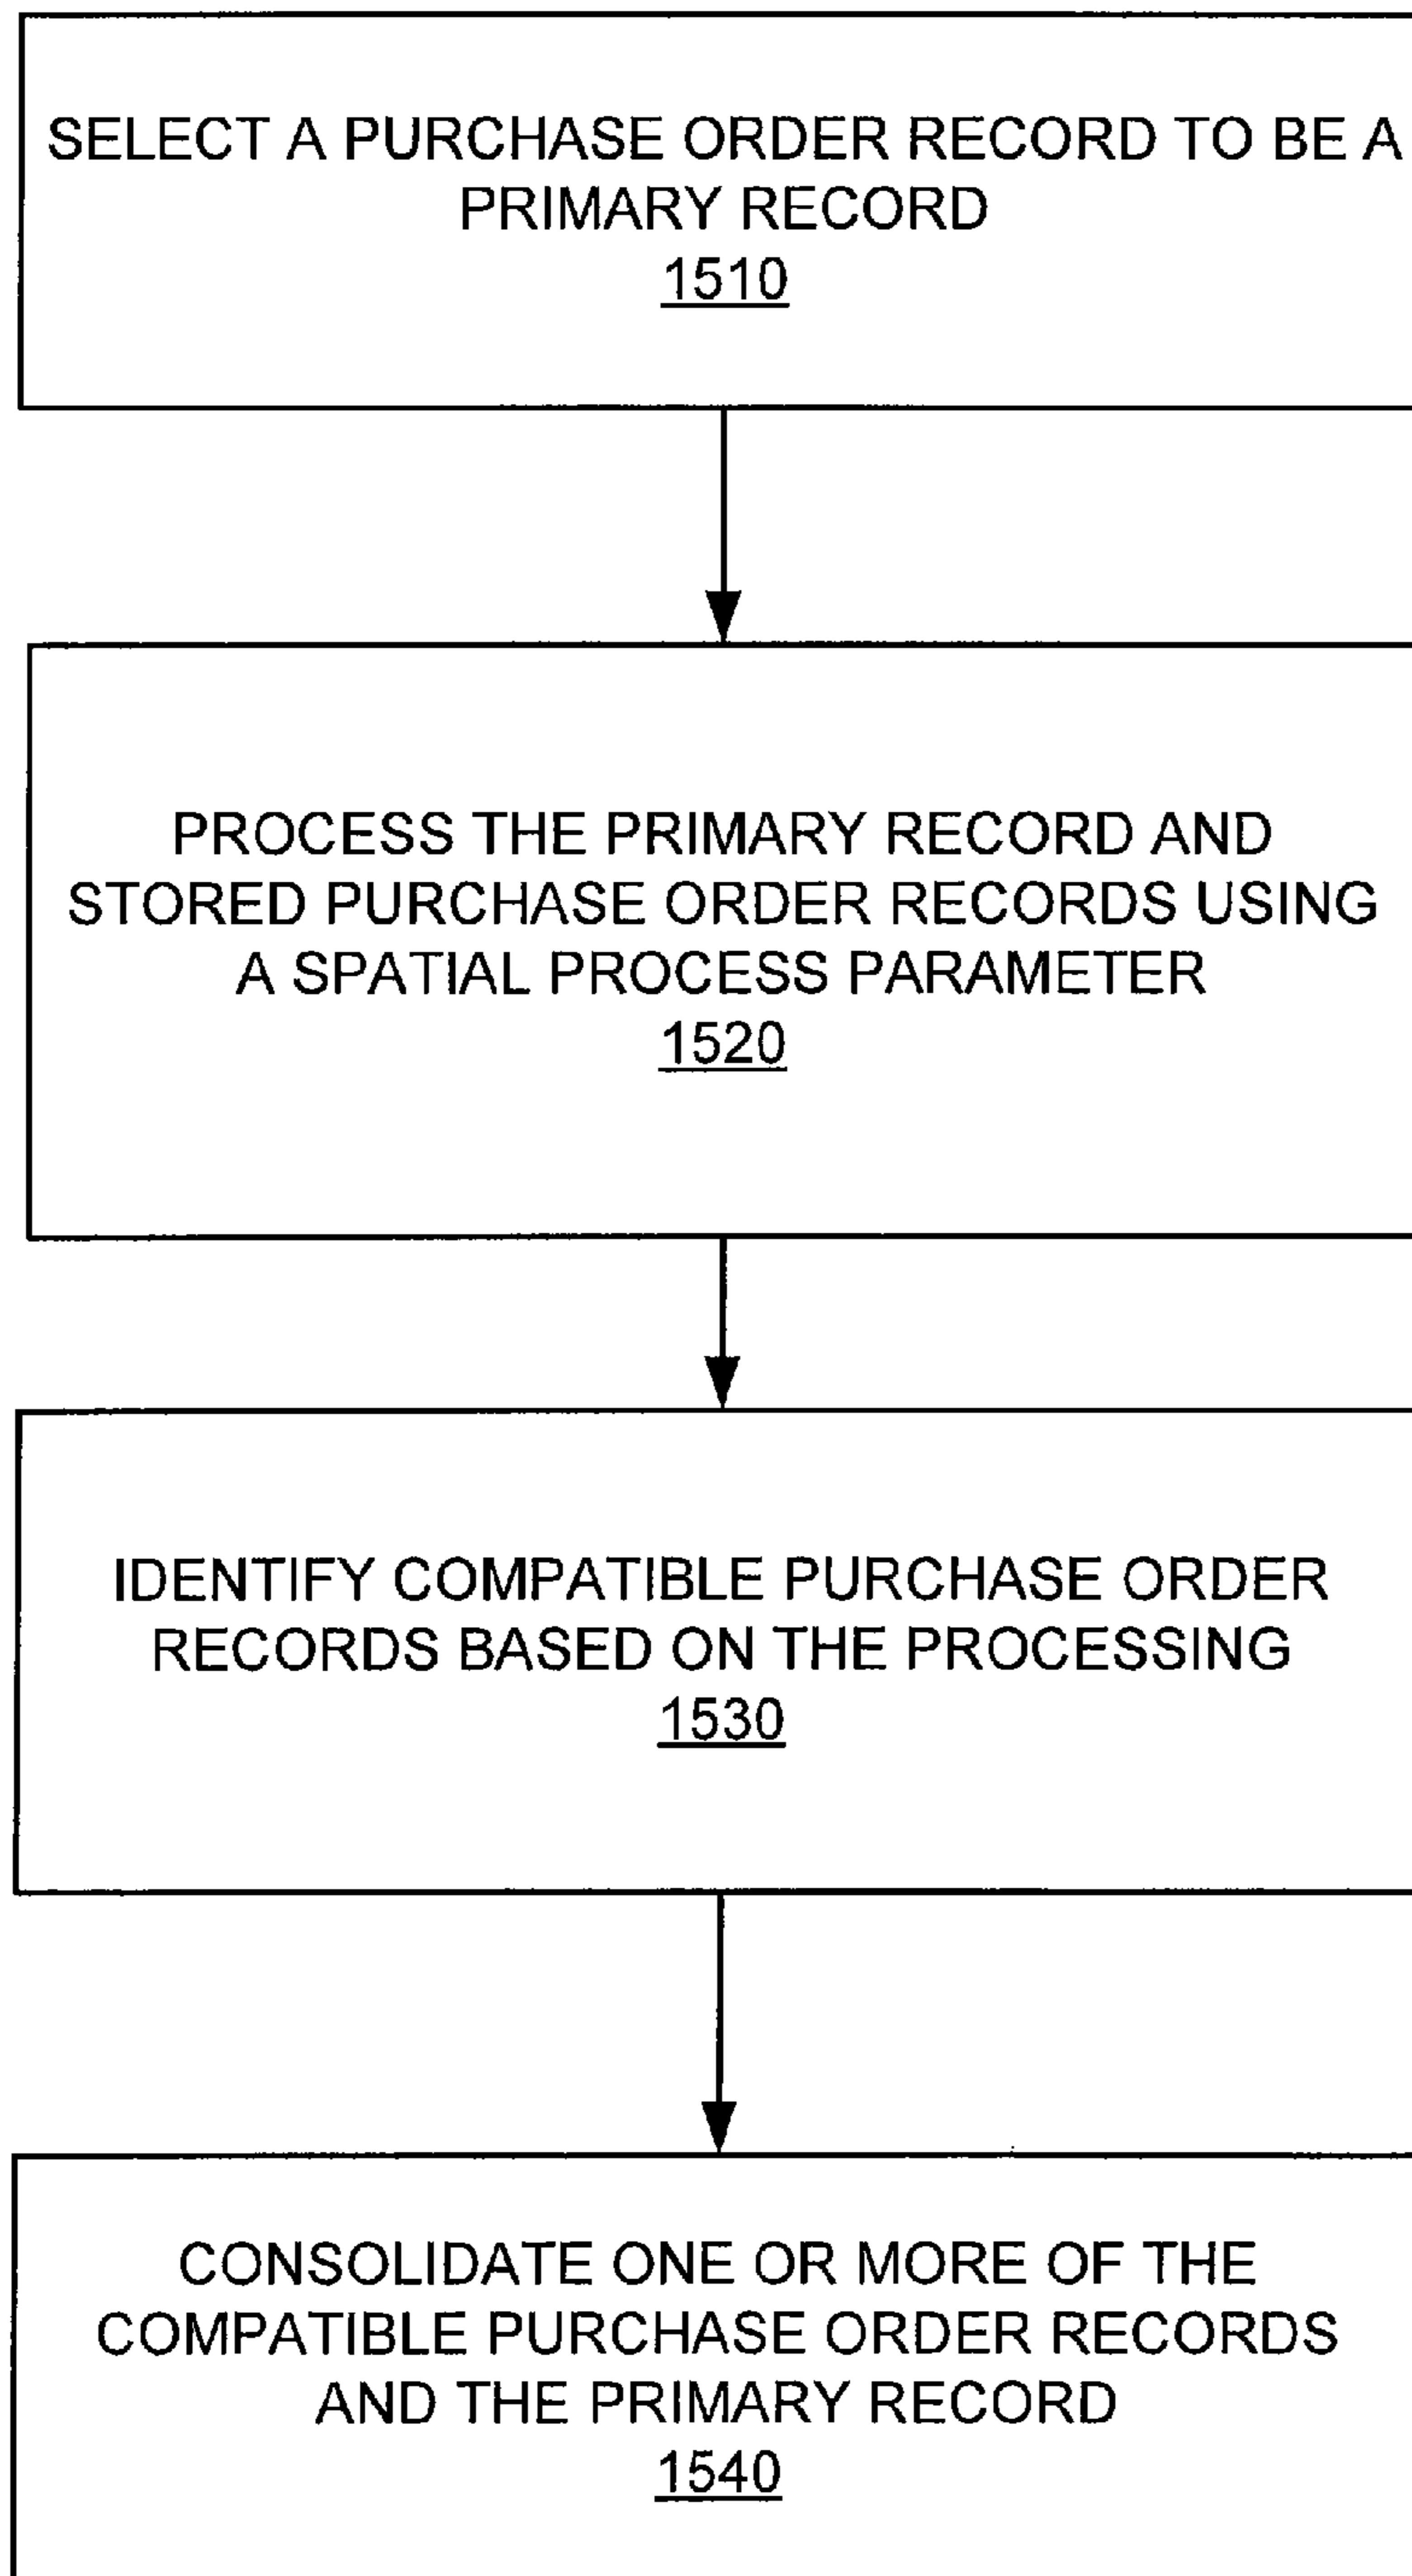 SELECT A PURCHASE ORDER RECORD TO BE A
PRIMARY RECORD
1510
PROCESS THE PRIMARY RECORD AND
STORED PURCHASE ORDER RECORDS USING
A SPATIAL PROCESS PARAMETER
1520
IDENTIFY COMPATIBLE PURCHASE ORDER
RECORDS BASED ON THE PROCESSING
1530
CONSOLIDATE ONE OR MORE OF THE
COMPATIBLE PURCHASE ORDER RECORDS
AND THE PRIMARY RECORD
1540